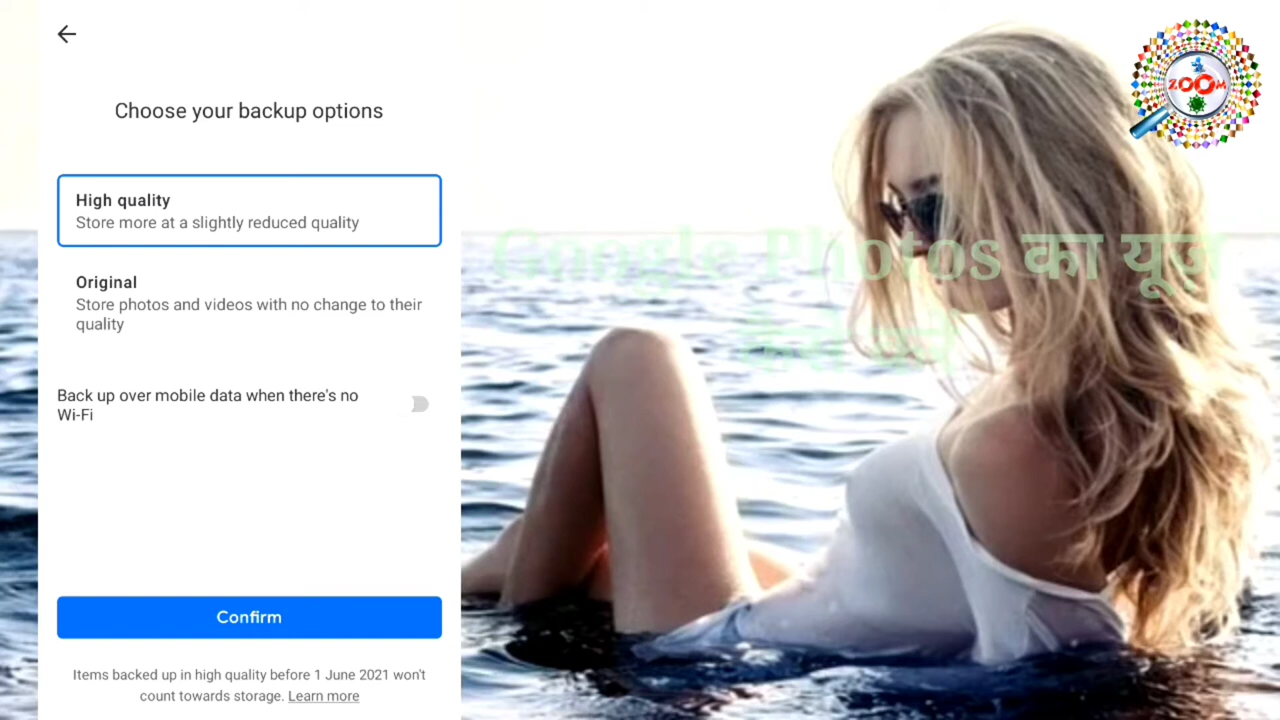 Choose your backup options
High quality
Store more at a slightly reduced quality
Original
Store photos and videos with no change to their
quality
Back up over mobile data when there's no
Wi-Fi
Confirm
Items backed up in high quality before 1 June 2021 won't
count towards storage. Learn more
ZOOM
Google Photos का यूज़
कैसे करें